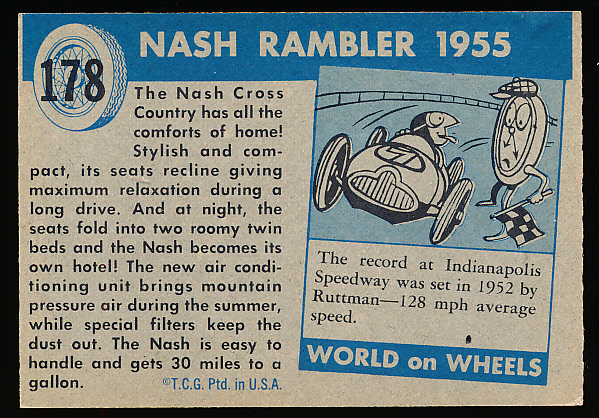 178
NASH RAMBLER 1955
The Nash Cross
Country has all the
comforts of home!
Stylish and com-
pact, its seats recline giving
maximum relaxation during a
long drive. And at night, the
seats fold into two roomy twin
beds and the Nash becomes its
own hotel! The new air condi-
tioning unit brings mountain
pressure air during the summer,
while special filters keep the
dust out. The Nash is easy to
handle and gets 30 miles to a
gallon.
©T.C.G. Ptd. in U.S.A.
The record at Indianapolis
Speedway was set in 1952 by
Ruttman—128 mph average
speed.
WORLD on WHEELS